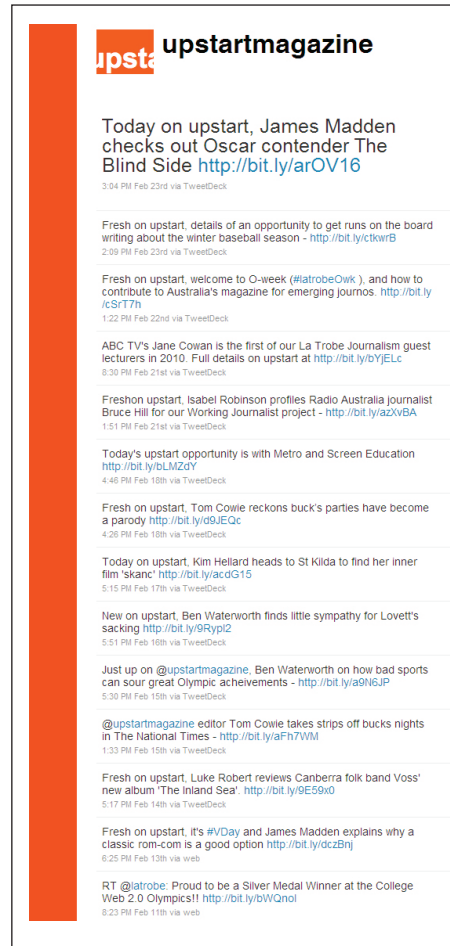 upsta
upstartmagazine
Today on upstart, James Madden
checks out Oscar contender The
Blind Side http://bit.ly/arOV16
3:04 PM Feb 23rd via TweetDeck
Fresh on upstart, details of an opportunity to get runs on the board
writing about the winter baseball season - http://bit.ly/ctkwrB
2:09 PM Feb 23rd via TweetDeck
Fresh on upstart, welcome to O-week (#latrobeOwk ), and how to
contribute to Australia's magazine for emerging journos. http://bit.ly
/cSrT7h
1:22 PM Feb 22nd via TweetDeck
ABC TV's Jane Cowan is the first of our La Trobe Journalism guest
lecturers in 2010. Full details on upstart at http://bit.ly/bYjELc
8:30 PM Feb 21st via TweetDeck
Freshon upstart, Isabel Robinson profiles Radio Australia journalist
Bruce Hill for our Working Journalist project - http://bit.ly/azXvBA
1:51 PM Feb 21st via TweetDeck
Today's upstart opportunity is with Metro and Screen Education
http://bit.ly/bLMZdY
4:46 PM Feb 18th via TweetDeck
Fresh on upstart, Tom Cowie reckons buck's parties have become
a parody http://bit.ly/d9JEQc
4:26 PM Feb 18th via TweetDeck
Today on upstart, Kim Hellard heads to St Kilda to find her inner
film 'skanc' http://bit.ly/acdG15
5:15 PM Feb 17th via TweetDeck
New on upstart, Ben Waterworth finds little sympathy for Lovett's
sacking http://bit.ly/9Rypl2
5:51 PM Feb 16th via TweetDeck
Just up on @upstartmagazine, Ben Waterworth on how bad sports
can sour great Olympic acheivements - http://bit.ly/a9N6JP
5:30 PM Feb 15th via TweetDeck
@upstartmagazine editor Tom Cowie takes strips off bucks nights
in The National Times - http://bit.ly/aFh7WM
1:33 PM Feb 15th via TweetDeck
Fresh on upstart, Luke Robert reviews Canberra folk band Voss'
new album 'The Inland Sea'. http://bit.ly/9E59x0
5:17 PM Feb 14th via TweetDeck
Fresh on upstart, it's #VDay and James Madden explains why a
classic rom-com is a good option http://bit.ly/dczBnj
6:25 PM Feb 13th via web
RT @latrobe: Proud to be a Silver Medal Winner at the College
Web 2.0 Olympics!! http://bit.ly/bWQnol
8:23 PM Feb 11th via web